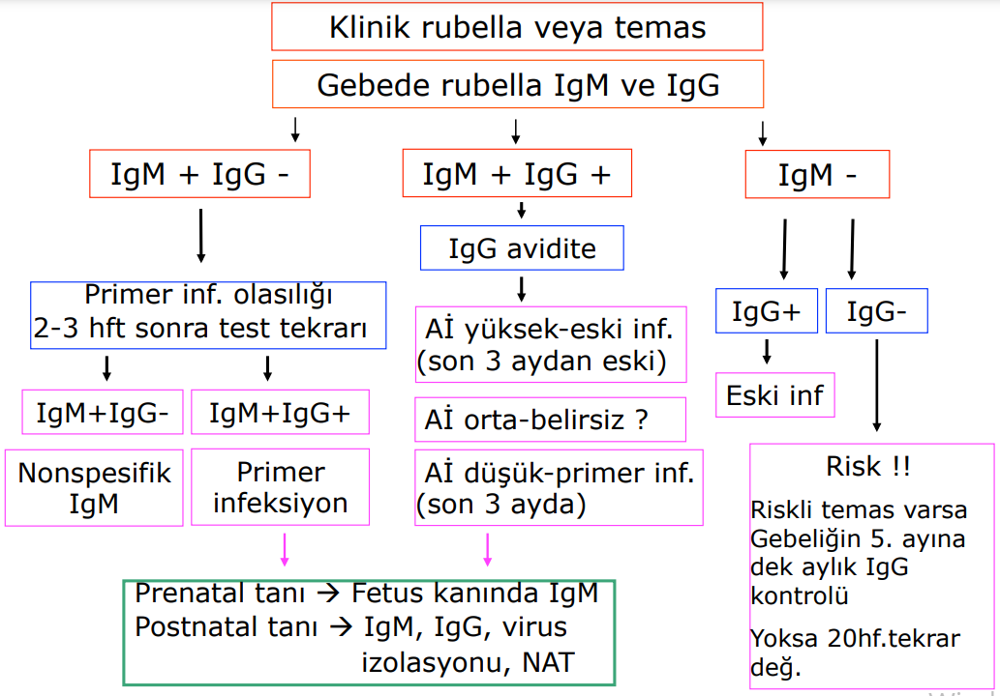 Klinik rubella veya temas
Gebede rubella IgM ve IgG
IgM + IgG -
IgM + IgG +
IgM -
Primer inf. olasılığı
2-3 hft sonra test tekrarı
IgM+IgG-
IgM+IgG+
Nonspesifik
IgM
Primer
infeksiyon
IgG avidite
Aİ yüksek-eski inf.
(son 3 aydan eski)
Aİ orta-belirsiz ?
Aİ düşük-primer inf.
(son 3 ayda)
IgG+
IgG-
Eski inf
Risk !!
Riskli temas varsa
Gebeliğin 5. ayına
dek aylık IgG
kontrolü
Yoksa 20hf.tekrar
değ.
Prenatal tanı → Fetus kanında IgM
Postnatal tanı → IgM, IgG, virus
izolasyonu, NAT